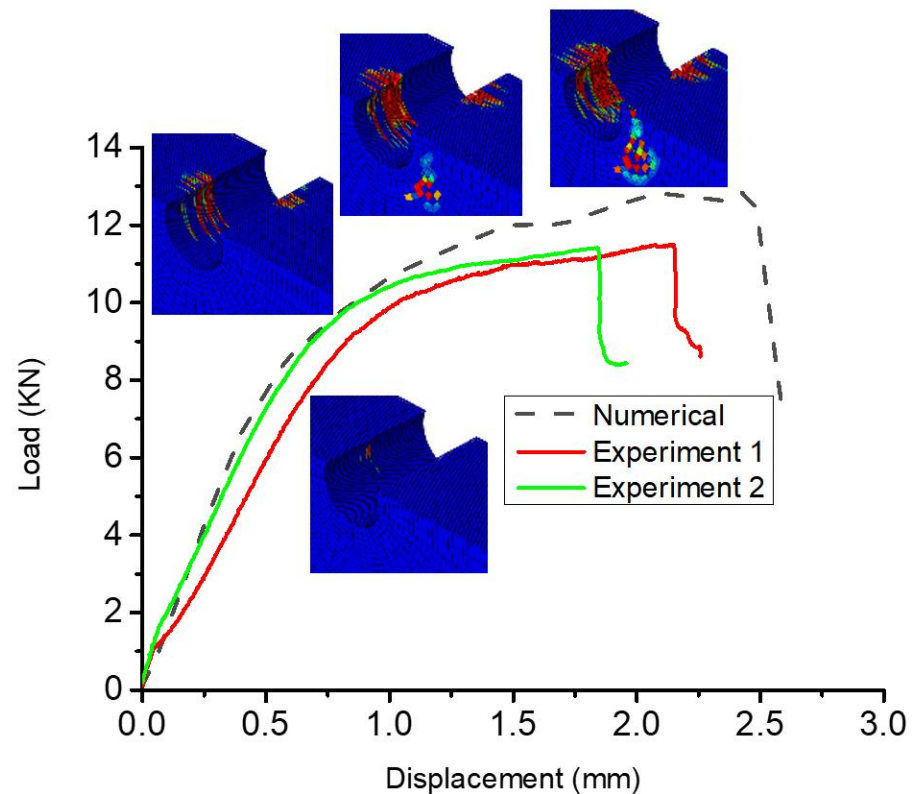 14
12
10
8
6
4
2
0
Load (KN)
Numerical
Experiment 1
Experiment 2
0.0 0.5 1.0 1.5 2.0 2.5 3.0
Displacement (mm)